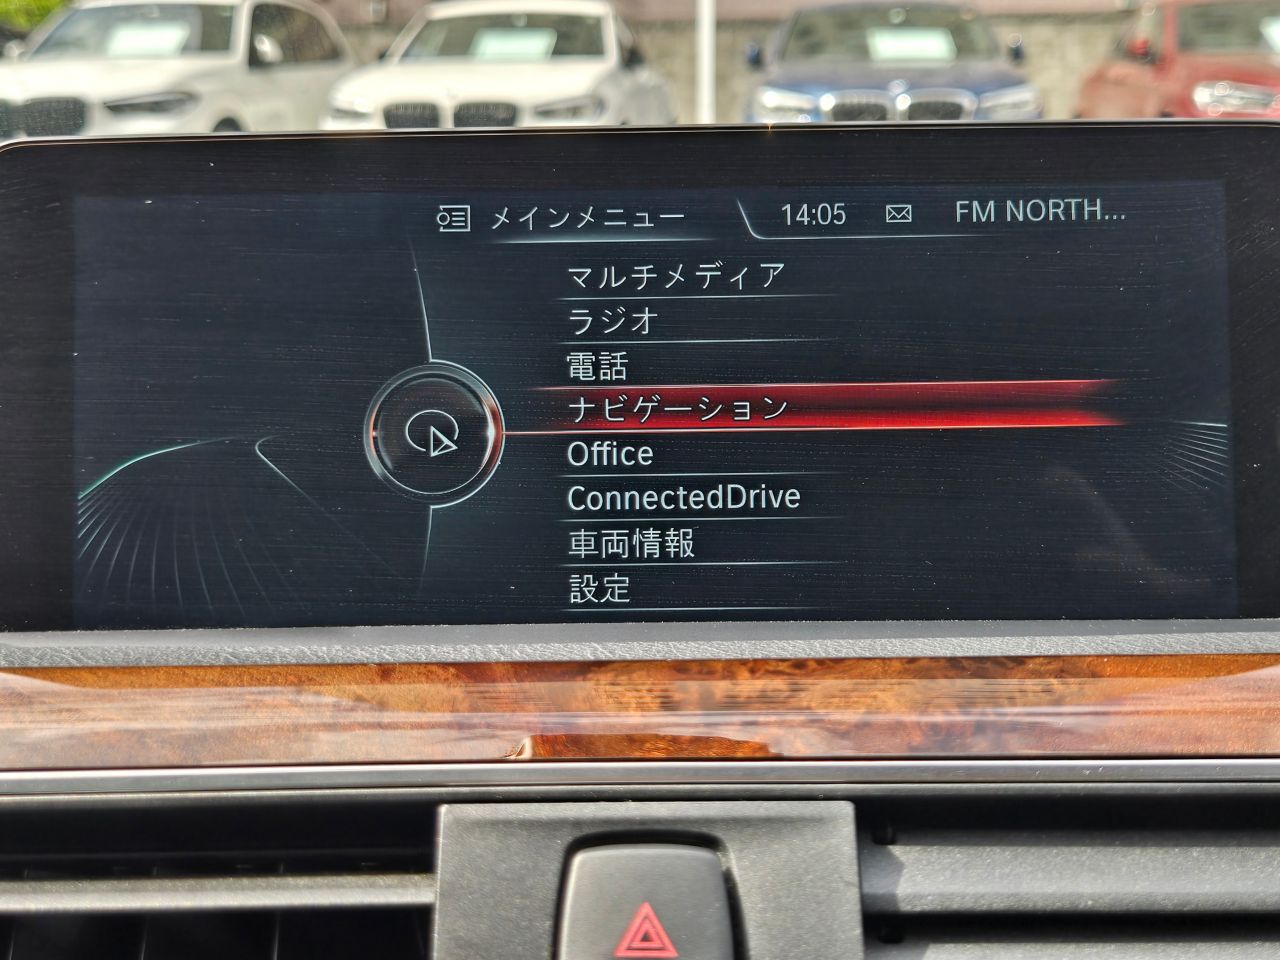 メインメニュー 14:05 FM NORTH...
マルチメディア
ラジオ
電話
ナビゲーション
Office
ConnectedDrive
車両情報
設定